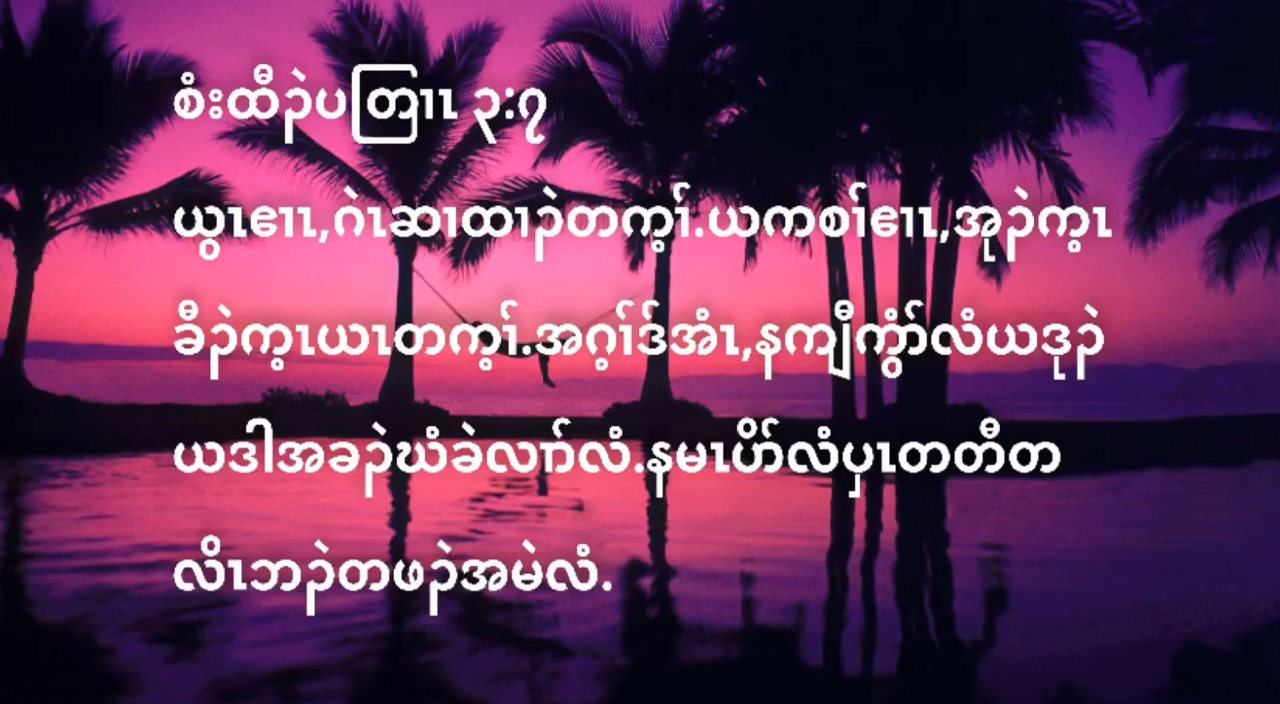 စံးထီၣ်ပတြၢၤ ၃:၇
ယွၤဧၢၤ,ဂဲၤဆၢထၢၣ်တက့ၢ်.ယကစၢ်ဧၢၤ,အုၣ်က့ၤ
ခီၣ်က့ၤယၤတက့ၢ်.အဂ့ၢ်ဒ်အံၤ,နကျီကွံာ်လံယဒုၣ်
ယဒါအခၣ်ဃံခဲလၢာ်လံ.နမၤဟိာ်လံပှၤတတီတ
လိၤဘၣ်တဖၣ်အမဲလံ.